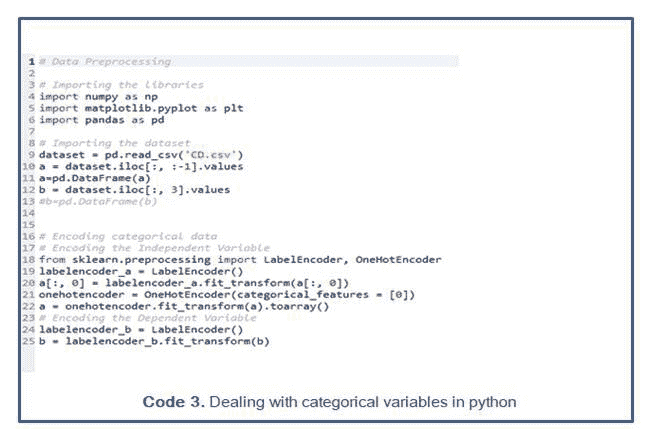 1 # Data Preprocessing
2
3 # Importing the libraries
4 import numpy as np
5 import matplotlib.pyplot as plt
6 import pandas as pd
7
8 # Importing the dataset
9 dataset = pd.read_csv('CD.csv')
10 a = dataset.iloc[:, :-1].values
11 a=pd.DataFrame(a)
12 b = dataset.iloc[:, 3].values
13 #b=pd.DataFrame(b)
14
15
16 # Encoding categorical data
17 # Encoding the Independent Variable
18 from sklearn.preprocessing import LabelEncoder, OneHotEncoder
19 labelencoder_a = LabelEncoder()
20 a[:, 0] = labelencoder_a.fit_transform(a[:, 0])
21 onehotencoder = OneHotEncoder(categorical_features = [0])
22 a = onehotencoder.fit_transform(a).toarray()
23 # Encoding the Dependent Variable
24 labelencoder_b = LabelEncoder()
25 b = labelencoder_b.fit_transform(b)
Code 3. Dealing with categorical variables in python